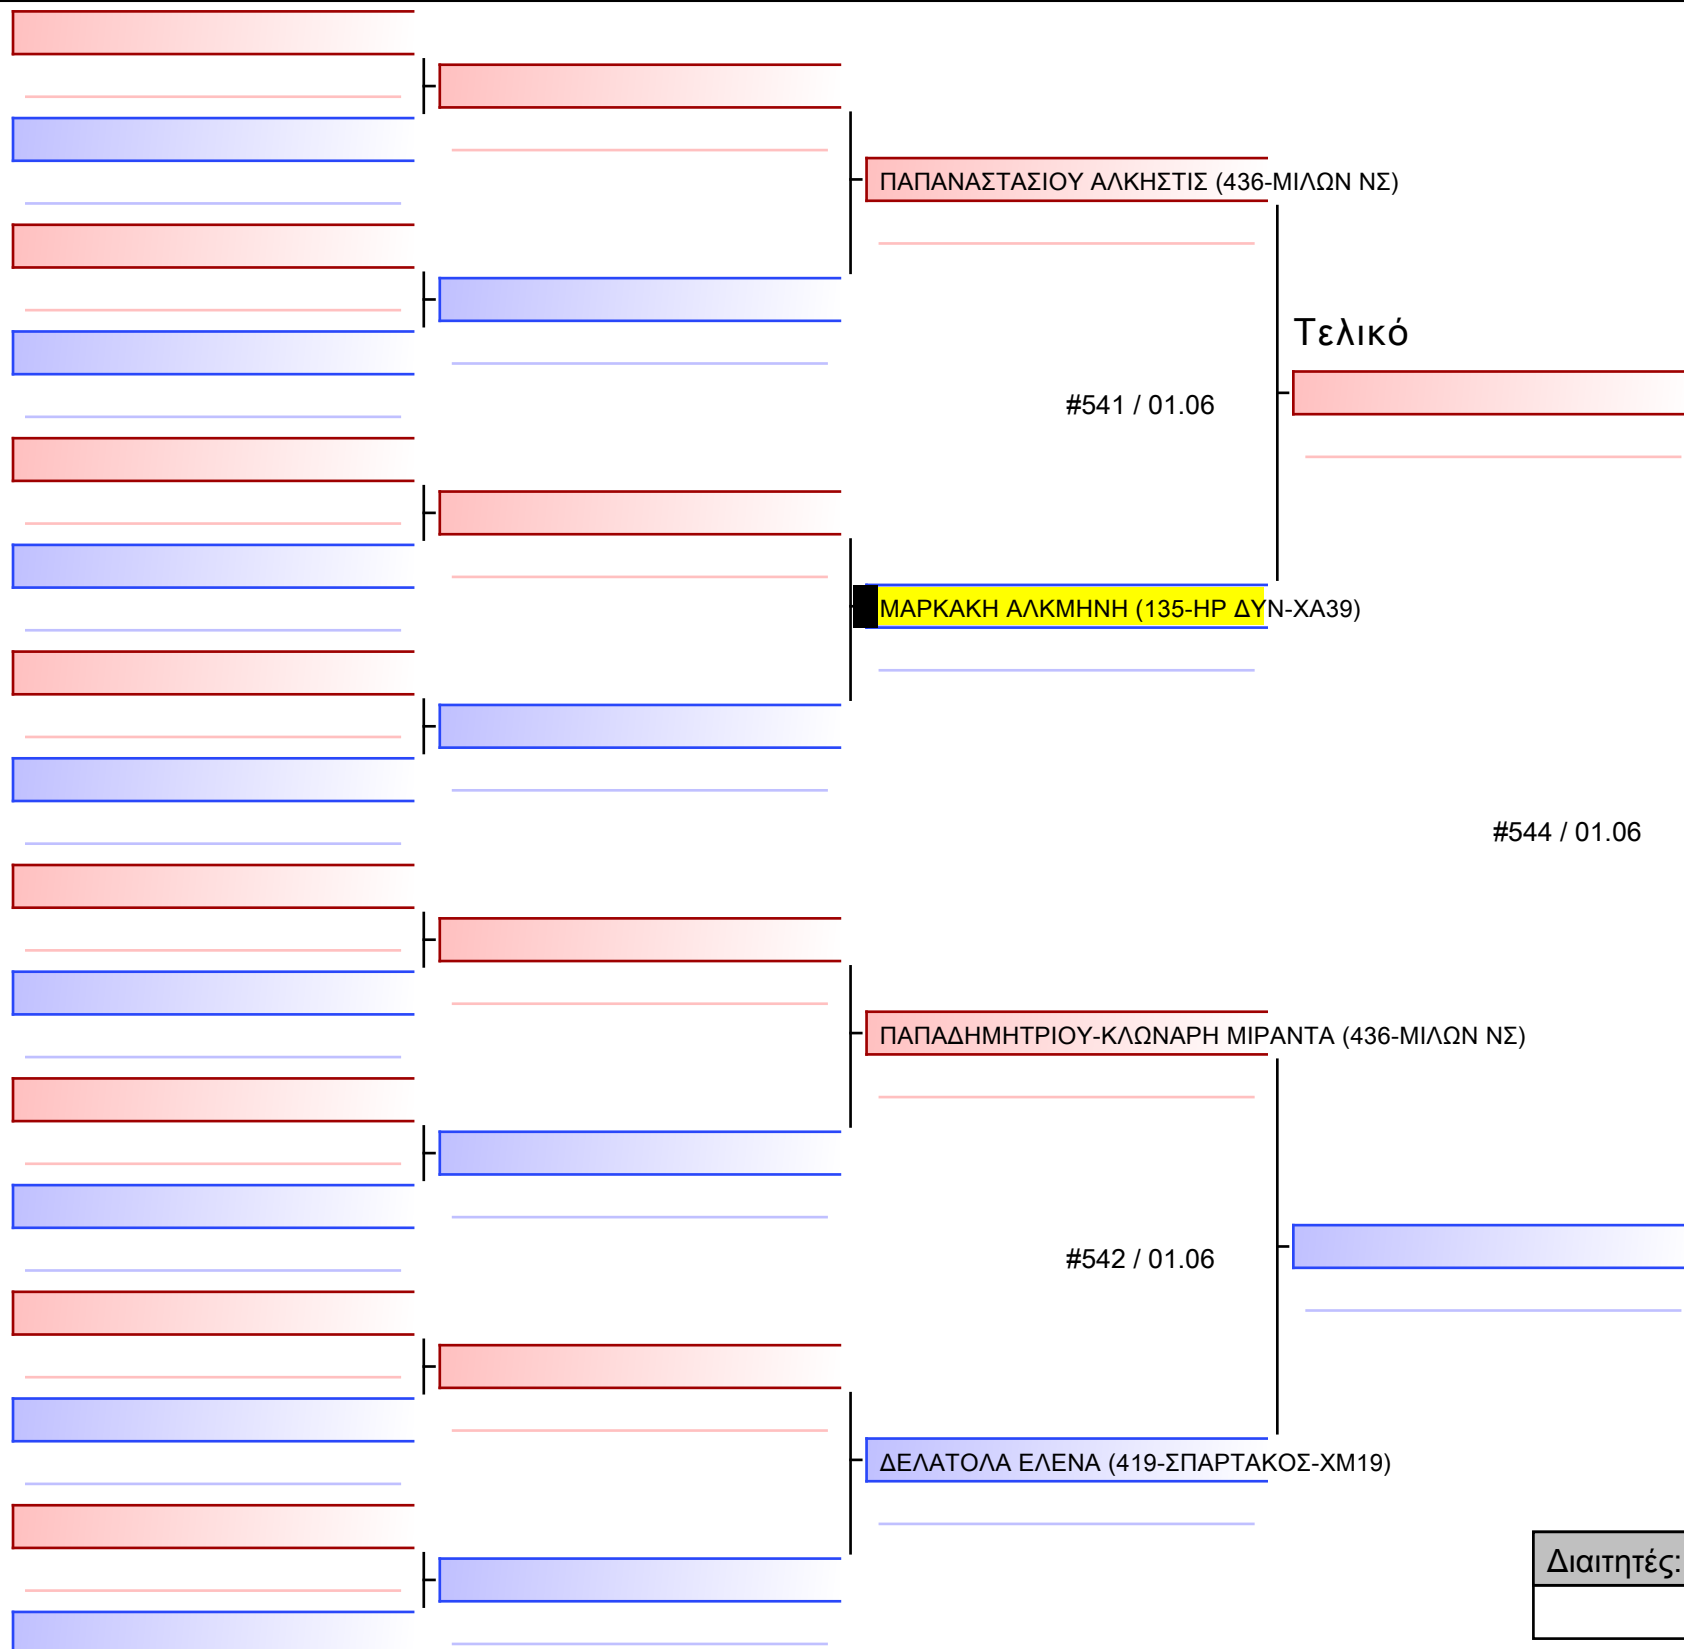 ΠΑΠΑΝΑΣΤΑΣΙΟΥ ΑΛΚΗΣΤΙΣ (436-ΜΙΛΩΝ ΝΣ)
Τελικό
#541 / 01.06
ΜΑΡΚΑΚΗ ΑΛΚΜΗΝΗ (135-ΗΡ ΔΥΝ-ΧΑ39)
#544 / 01.06
ΠΑΠΑΔΗΜΗΤΡΙΟΥ-ΚΛΩΝΑΡΗ ΜΙΡΑΝΤΑ (436-ΜΙΛΩΝ ΝΣ)
#542 / 01.06
ΔΕΛΑΤΟΛΑ ΕΛΕΝΑ (419-ΣΠΑΡΤΑΚΟΣ-ΧΜ19)
Διαιτητές: